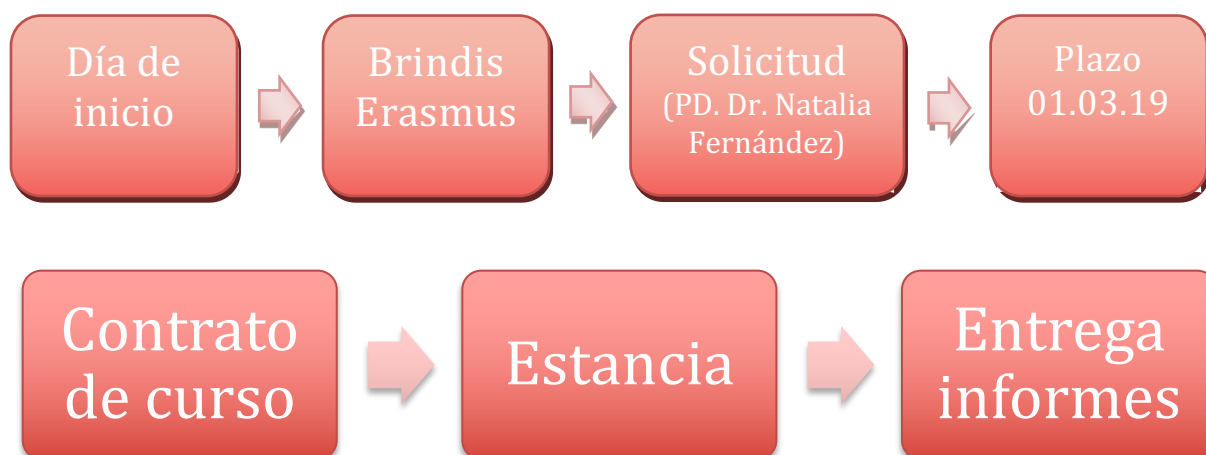 Día de
inicio
Brindis
Erasmus
Solicitud
(PD. Dr. Natalia
Fernández)
Plazo
01.03.19
Contrato
de curso
Estancia
Entrega
informes